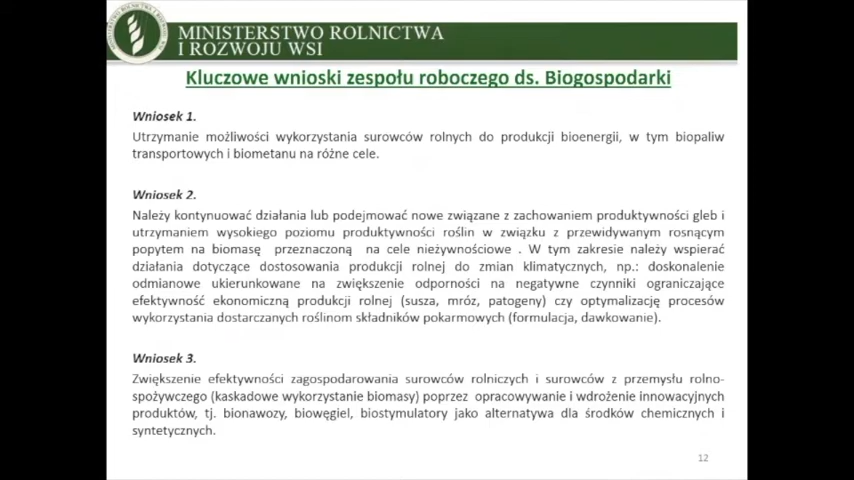 MINISTERSTWO ROLNICTWA
I ROZWOJU WSI
Kluczowe wnioski zespołu roboczego ds. Biogospodarki
Wniosek 1.
Utrzymanie możliwości wykorzystania surowców rolnych do produkcji bioenergii, w tym biopaliw
transportowych i biometanu na różne cele.
Wniosek 2.
Należy kontynuować działania lub podejmować nowe związane z zachowaniem produktywności gleb i
utrzymaniem wysokiego poziomu produktywności roślin w związku z przewidywanym rosnącym
popytem na biomasę przeznaczoną na cele nieżywnościowe . W tym zakresie należy wspierać
działania dotyczące dostosowania produkcji rolnej do zmian klimatycznych, np.: doskonalenie
odmianowe ukierunkowane na zwiększenie odporności na negatywne czynniki ograniczające
efektywność ekonomiczną produkcji rolnej (susza, mróz, patogeny) czy optymalizację procesów
wykorzystania dostarczanych roślinom składników pokarmowych (formulacja, dawkowanie).
Wniosek 3.
Zwiększenie efektywności zagospodarowania surowców rolniczych i surowców z przemysłu rolno-
spożywczego (kaskadowe wykorzystanie biomasy) poprzez opracowywanie i wdrożenie innowacyjnych
produktów, tj. bionawozy, biowęgiel, biostymulatory jako alternatywa dla środków chemicznych i
syntetycznych.
12